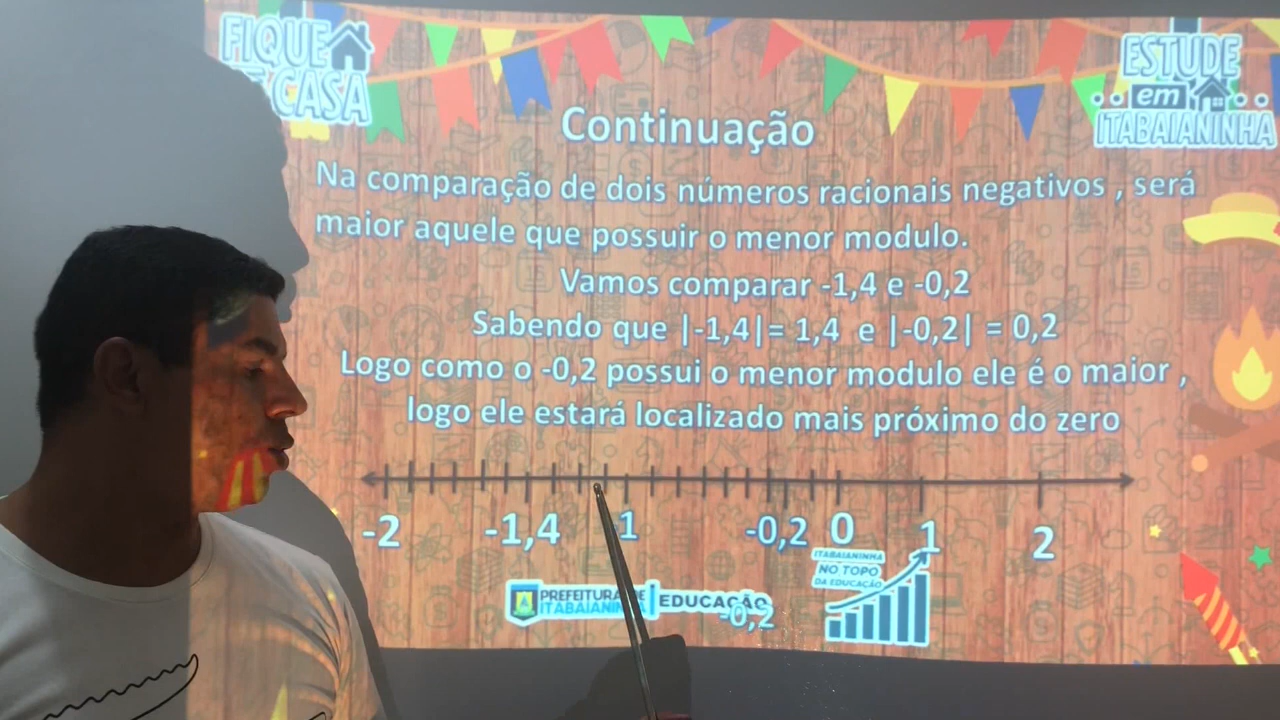 FIQUE
CASA
ESTUDE
em
ITABAIANINHA
Continuação
Na comparação de dois números racionais negativos , será
maior aquele que possuir o menor modulo.
Vamos comparar -1,4 e -0,2
Sabendo que |-1,4|= 1,4 e |-0,2| = 0,2
Logo como o -0,2 possui o menor modulo ele é o maior ,
logo ele estará localizado mais próximo do zero
-2 -1,4 1 -0,2 0 1 2
ITABAIANINHA
NO TOPO
DA EDUCAÇÃO
PREFEITURA DE
ITABAIANINHA
EDUCAÇÃO
-0,2